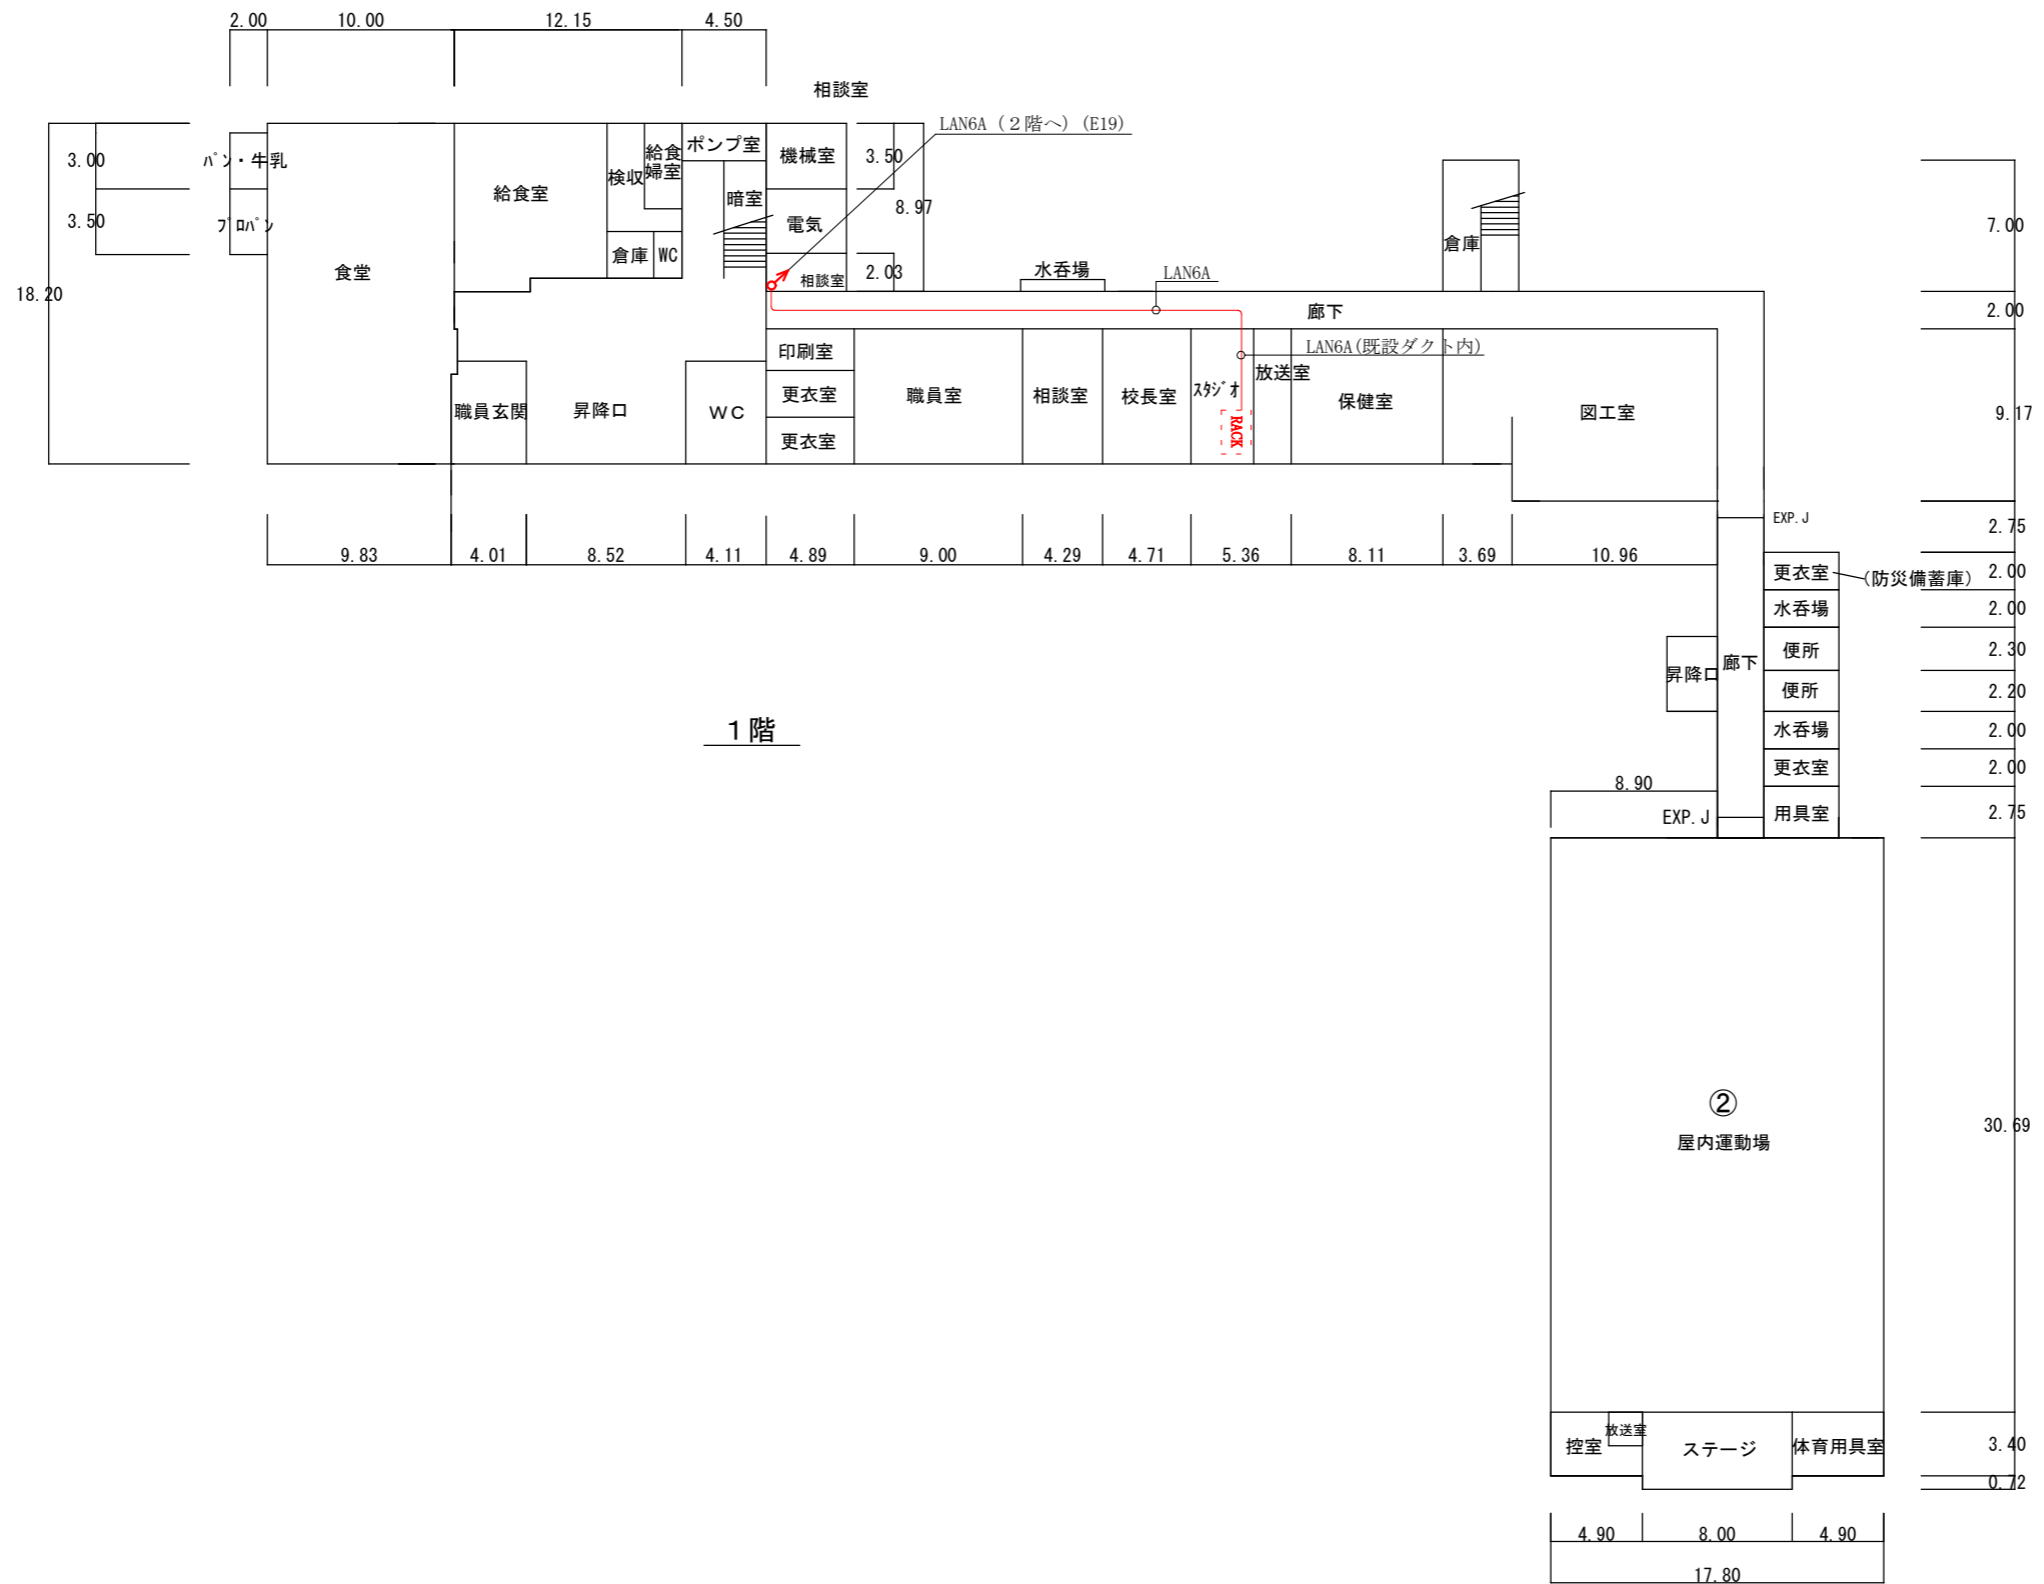 2.00
10.00
12.15
4.50
相談室
LAN6A（２階へ）(E19)
3.00
3.50
18.20
パン・牛乳
プロパン
食堂
給食室
検収
給食
婦室
倉庫
WC
ポンプ室
暗室
機械室
電気
相談室
3.50
8.97
2.03
水呑場
LAN6A
倉庫
廊下
LAN6A(既設ダクト内)
職員玄関
昇降口
ＷＣ
印刷室
更衣室
更衣室
職員室
相談室
校長室
スタジオ
RACK
放送室
保健室
図工室
7.00
2.00
9.17
2.75
2.00
2.00
2.30
2.20
2.00
2.00
2.75
30.69
3.40
0.72
9.83
4.01
8.52
4.11
4.89
9.00
4.29
4.71
5.36
8.11
3.69
10.96
EXP.J
更衣室
(防災備蓄庫)
水呑場
便所
昇降口
廊下
便所
水呑場
更衣室
用具室
１階
8.90
EXP.J
②
屋内運動場
控室
放送室
ステージ
体育用具室
4.90
8.00
4.90
17.80